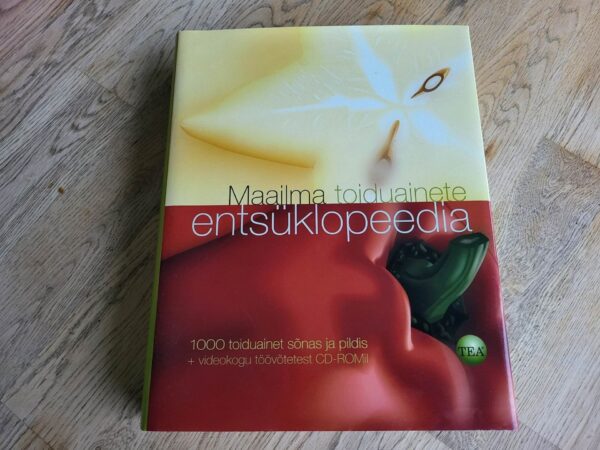 Maailma toiduainete
entsüklopeedia
1000 toiduainet sõnas ja pildis
+ videokogu töövõtetest CD-ROMil
TEA